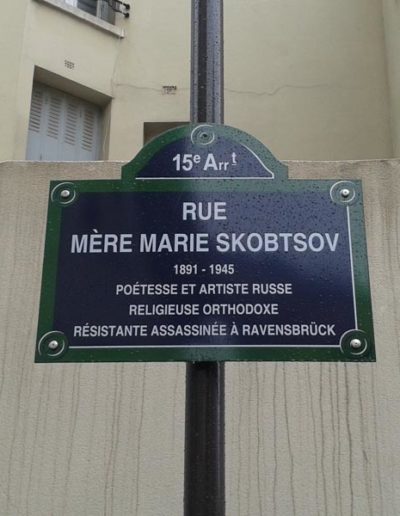 15e Arrt
RUE
MÈRE MARIE SKOBTSOV
1891 - 1945
POÉTESSE ET ARTISTE RUSSE
RELIGIEUSE ORTHODOXE
RÉSISTANTE ASSASSINÉE À RAVENSBRÜCK